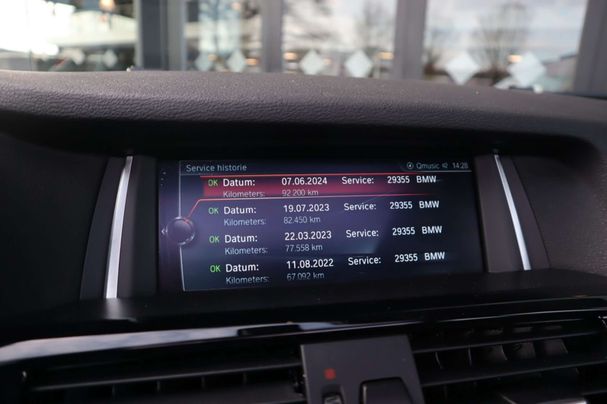 Service historie Qmusic 14:28
OK Datum: 07.06.2024 Service: 29355 BMW
Kilometers: 92.200 km
OK Datum: 19.07.2023 Service: 29355 BMW
Kilometers: 82.450 km
OK Datum: 22.03.2023 Service: 29355 BMW
Kilometers: 77.558 km
OK Datum: 11.08.2022 Service: 29355 BMW
Kilometers: 67.092 km